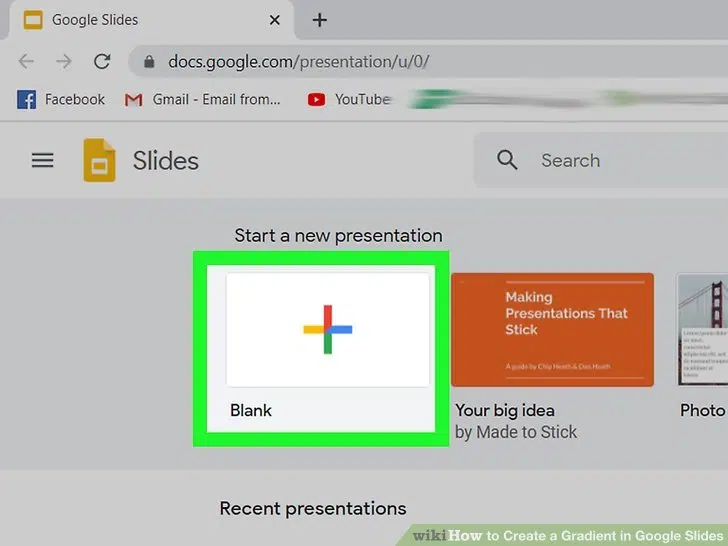 Google Slides
docs.google.com/presentation/u/0/
Facebook
Gmail - Email from...
YouTube
Slides
Search
Start a new presentation
Making
Presentations That
Stick
A guide by Chip Heath & Dan Heath
Blank
Your big idea
by Made to Stick
Photo
Recent presentations
wikiHow to Create a Gradient in Google Slides